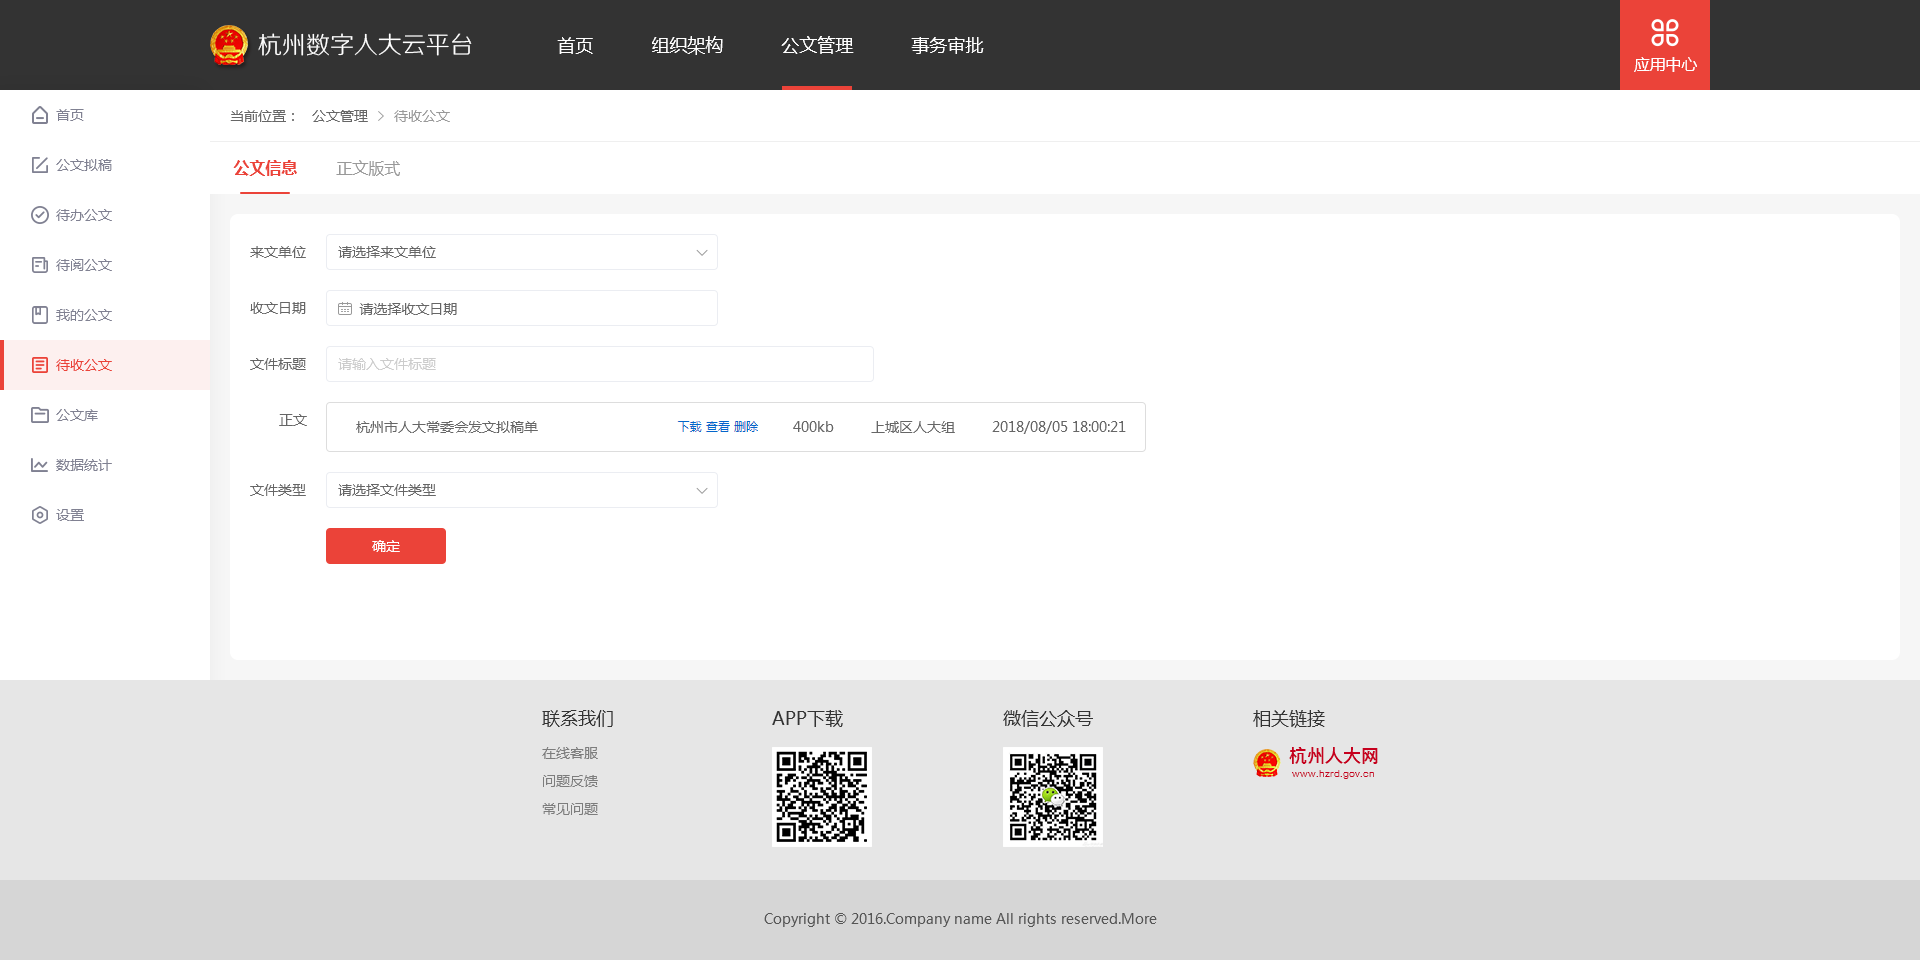 杭州数字人大云平台
首页
组织架构
公文管理
事务审批
应用中心
首页
公文拟稿
待办公文
待阅公文
我的公文
待收公文
公文库
数据统计
设置
当前位置： 公文管理 > 待收公文
公文信息
正文版式
来文单位 请选择来文单位
收文日期 请选择收文日期
文件标题 请输入文件标题
正文 杭州市人大常委会发文拟稿单 下载 查看 删除 400kb 上城区人大组 2018/08/05 18:00:21
文件类型 请选择文件类型
确定
联系我们
在线客服
问题反馈
常见问题
APP下载
微信公众号
相关链接
杭州人大网
www.hzrd.gov.cn
Copyright © 2016.Company name All rights reserved.More